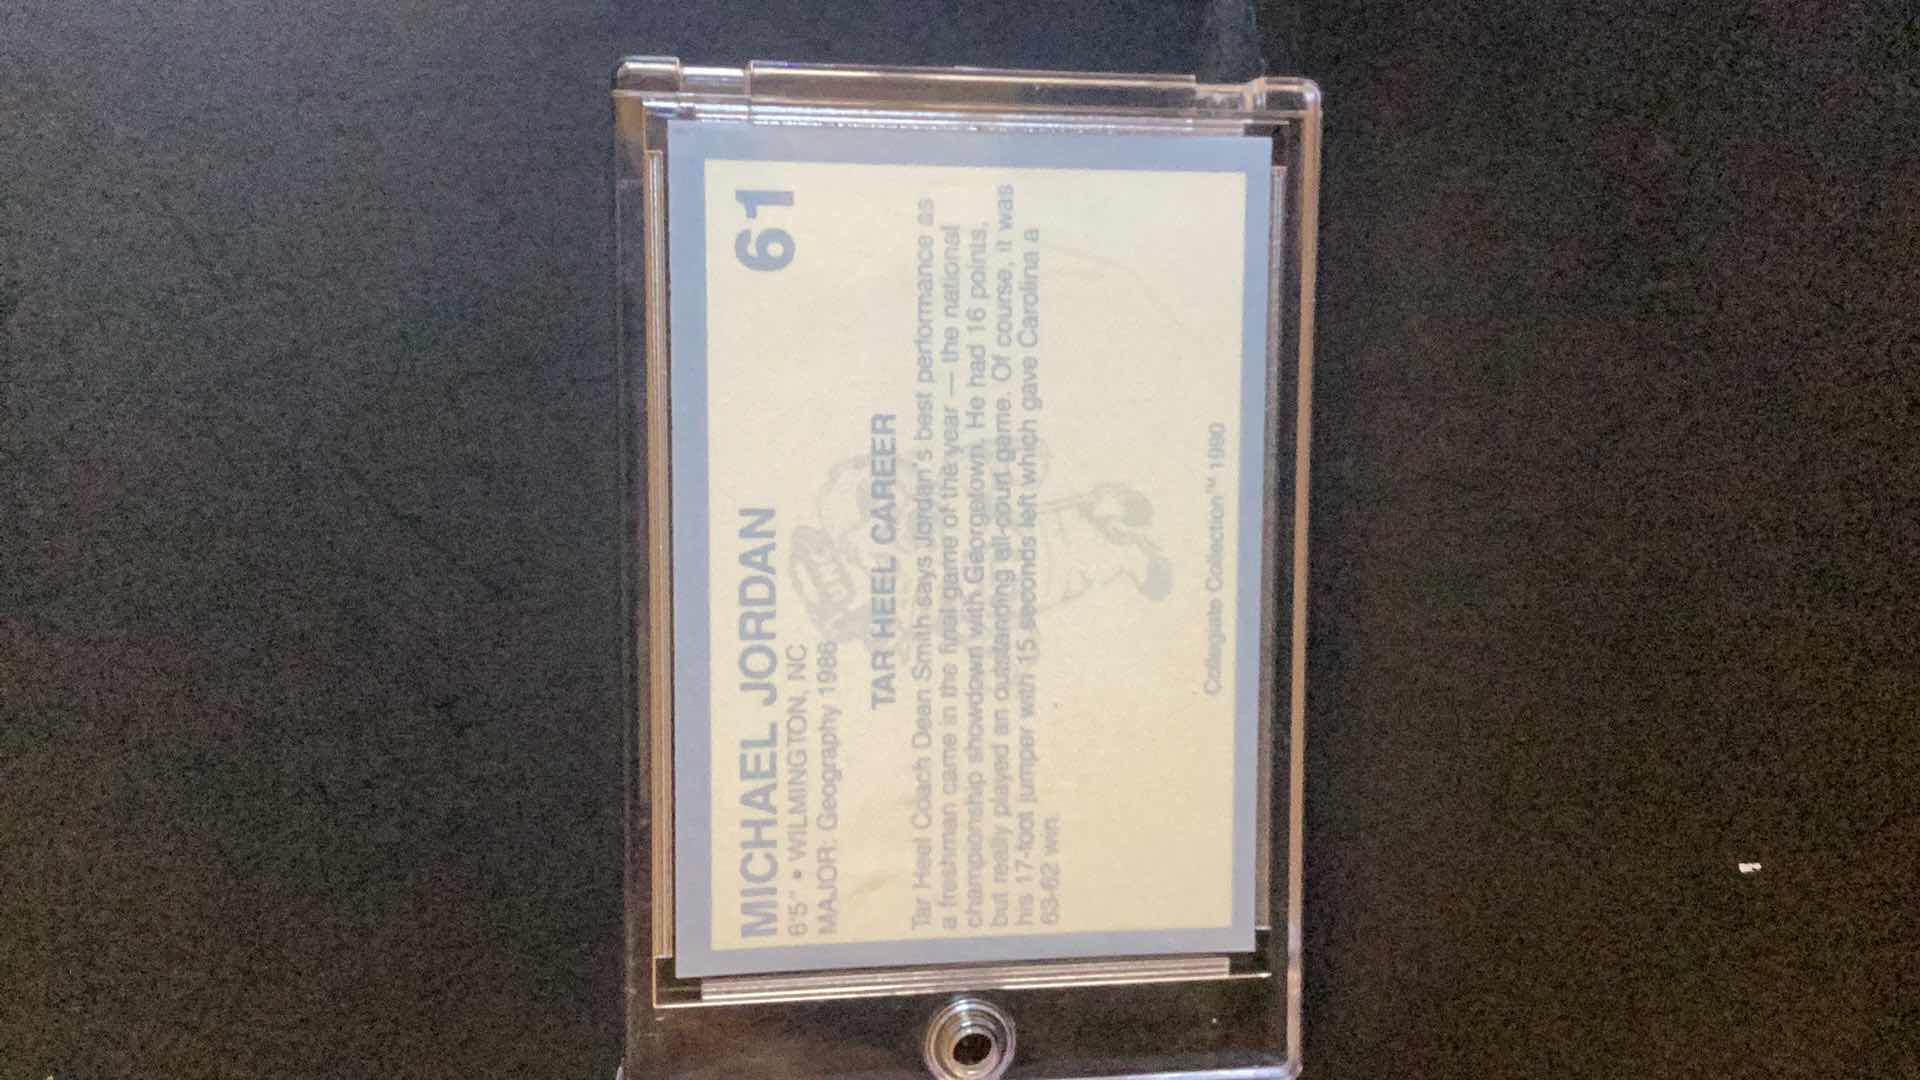 MICHAEL JORDAN 61
6'5" • WILMINGTON, NC
MAJOR: Geography 1986
TAR HEEL CAREER
Tar Heel Coach Dean Smith says Jordan's best performance as
a freshman came in the final game of the year — the national
championship showdown with Georgetown. He had 16 points,
but really played an outstanding all-court game. Of course, it was
his 17-foot jumper with 15 seconds left which gave Carolina a
63-62 win.
Collegiate Collection™ 1990